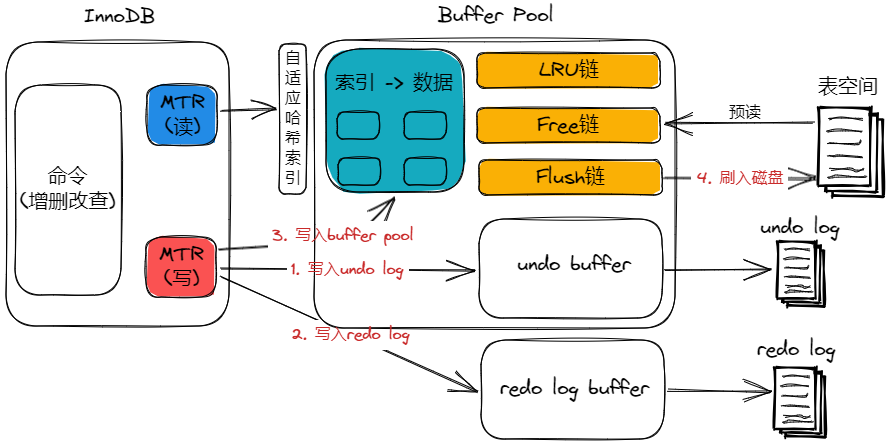 InnoDB
Buffer Pool
命令
(增删改查)
MTR
(读)
MTR
(写)
自
适
应
哈
希
索
引
索引 -> 数据
LRU链
Free链
Flush链
预读
表空间
4. 刷入磁盘
3. 写入buffer pool
1. 写入undo log
undo buffer
undo log
2. 写入redo log
redo log buffer
redo log